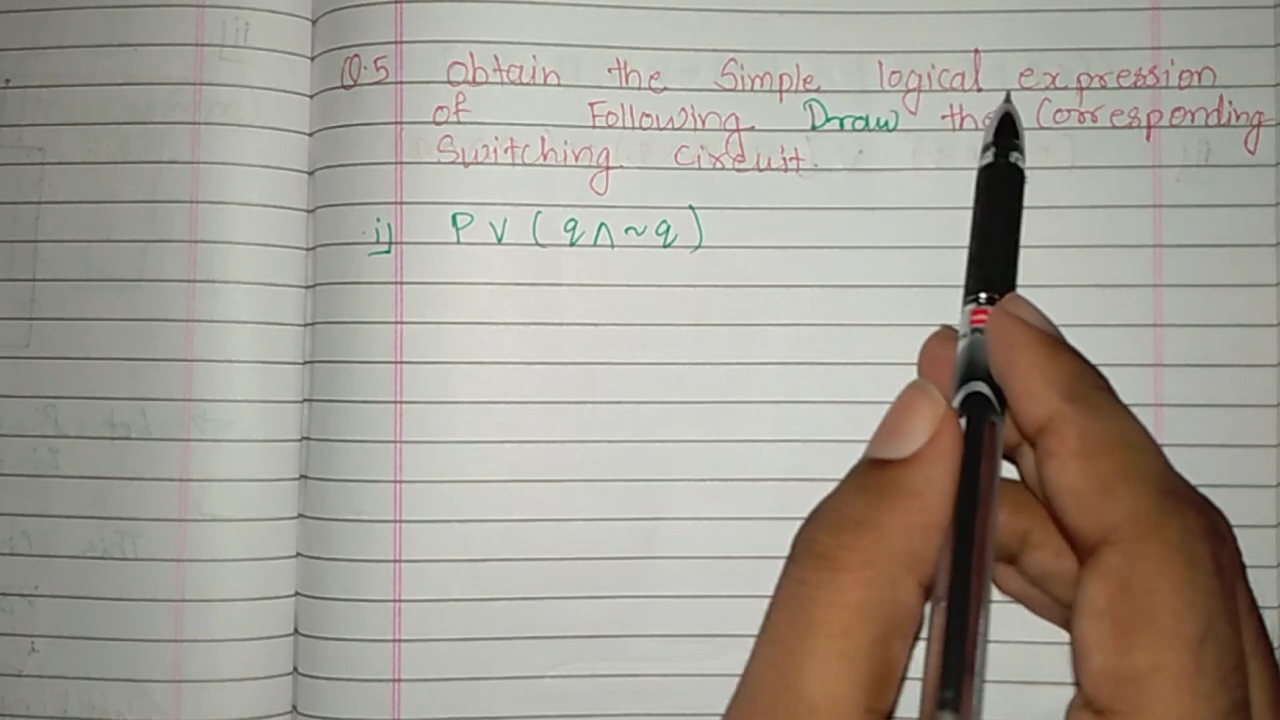 Q.5 obtain the Simple logical expression
of Following. Draw the Corresponding
Switching circuit.
i) P ∨ ( q ∧ ~ q )